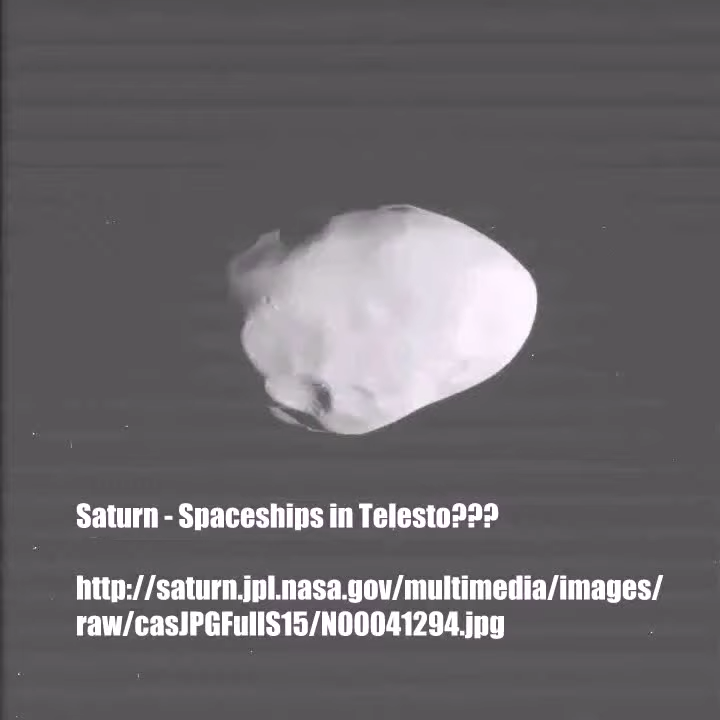 Saturn - Spaceships in Telesto???
http://saturn.jpl.nasa.gov/multimedia/images/
raw/casJPGFullS15/N00041294.jpg